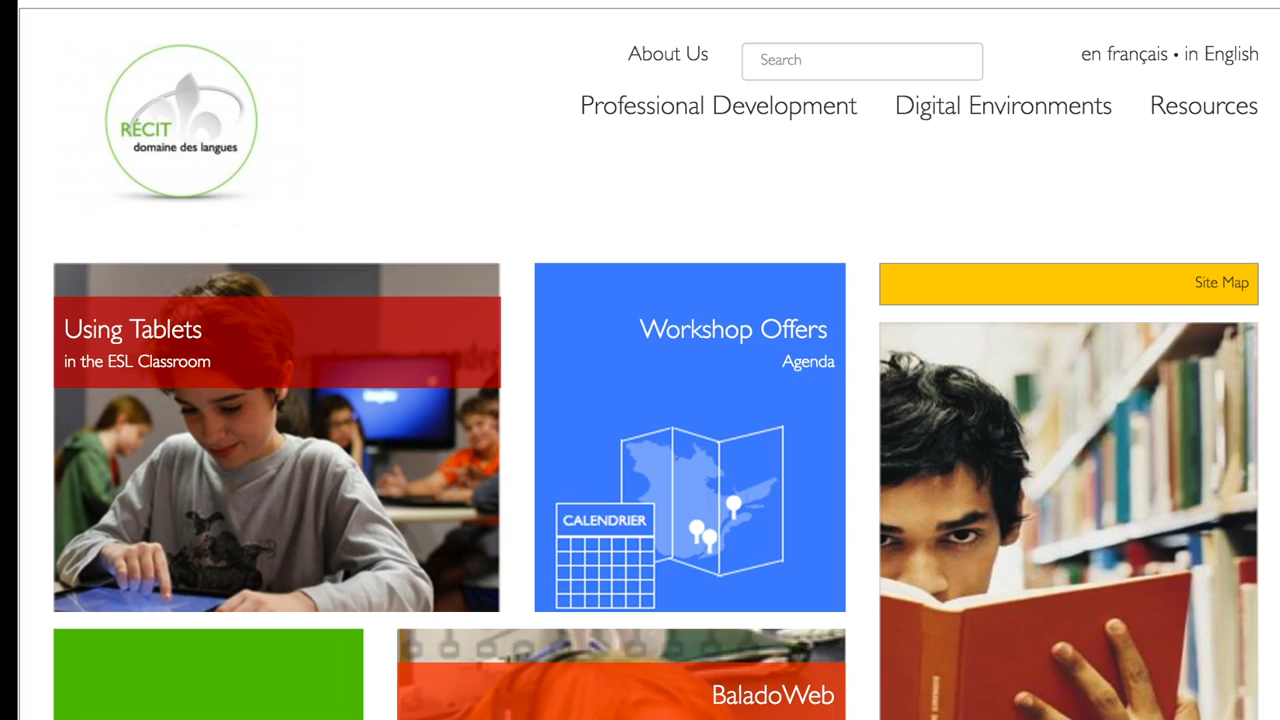 About Us
Search
en français • in English
Professional Development
Digital Environments
Resources
RÉCIT
domaine des langues
Using Tablets
in the ESL Classroom
Workshop Offers
Agenda
CALENDRIER
Site Map
BaladoWeb